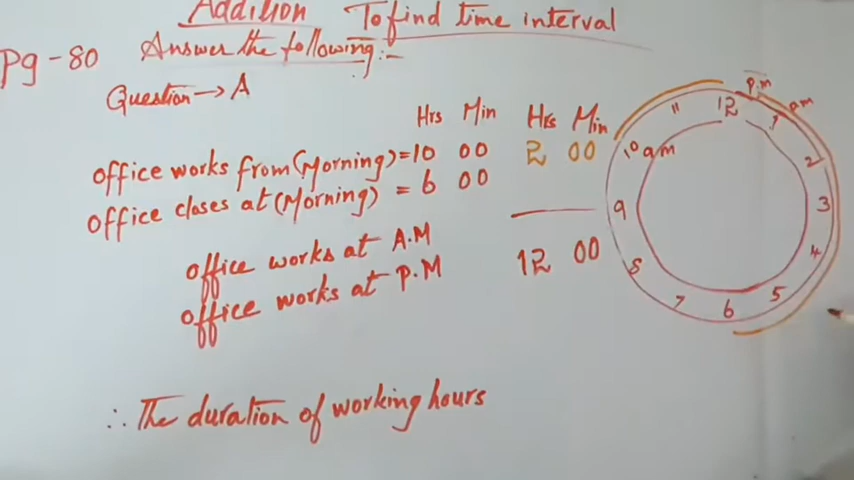 Addition To find time interval
Pg-80 Answer the following:-
Question → A
Hrs Min Hrs Min
office works from (Morning) = 10 00 2 00
office closes at (Morning) = 6 00
office works at A.M
office works at P.M 12 00
∴ The duration of working hours
p.m
pm
12
1
2
3
4
5
6
7
8
9
10 am
11